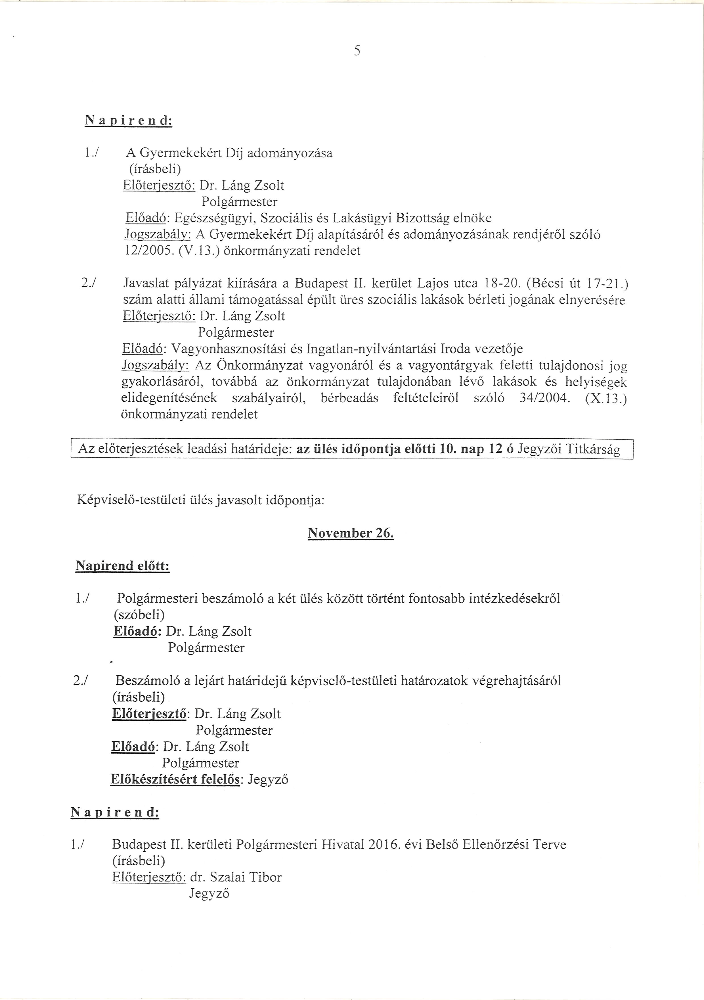 5
Napirend:
1./ A Gyermekekért Díj adományozása
(írásbeli)
Előterjesztő: Dr. Láng Zsolt
Polgármester
Előadó: Egészségügyi, Szociális és Lakásügyi Bizottság elnöke
Jogszabály: A Gyermekekért Díj alapításáról és adományozásának rendjéről szóló
12/2005. (V.13.) önkormányzati rendelet
2./ Javaslat pályázat kiírására a Budapest II. kerület Lajos utca 18-20. (Bécsi út 17-21.)
szám alatti állami támogatással épült üres szociális lakások bérleti jogának elnyerésére
Előterjesztő: Dr. Láng Zsolt
Polgármester
Előadó: Vagyonhasznosítási és Ingatlan-nyilvántartási Iroda vezetője
Jogszabály: Az Önkormányzat vagyonáról és a vagyontárgyak feletti tulajdonosi jog
gyakorlásáról, továbbá az önkormányzat tulajdonában lévő lakások és helyiségek
elidegenítésének szabályairól, bérbeadás feltételeiről szóló 34/2004. (X.13.)
önkormányzati rendelet
Az előterjesztések leadási határideje: az ülés időpontja előtti 10. nap 12 ó Jegyzői Titkárság
Képviselő-testületi ülés javasolt időpontja:
November 26.
Napirend előtt:
1./ Polgármesteri beszámoló a két ülés között történt fontosabb intézkedésekről
(szóbeli)
Előadó: Dr. Láng Zsolt
Polgármester
2./ Beszámoló a lejárt határidejű képviselő-testületi határozatok végrehajtásáról
(írásbeli)
Előterjesztő: Dr. Láng Zsolt
Polgármester
Előadó: Dr. Láng Zsolt
Polgármester
Előkészítésért felelős: Jegyző
Napirend:
1./ Budapest II. kerületi Polgármesteri Hivatal 2016. évi Belső Ellenőrzési Terve
(írásbeli)
Előterjesztő: dr. Szalai Tibor
Jegyző